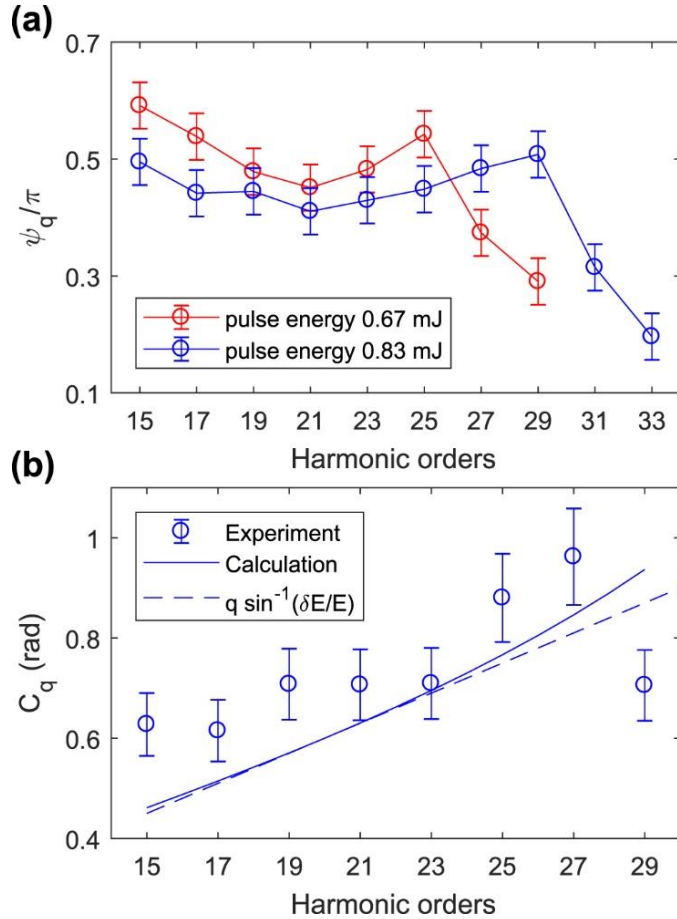 (a)
0.7
0.5
0.3
0.1
ψq/π
pulse energy 0.67 mJ
pulse energy 0.83 mJ
15 17 19 21 23 25 27 29 31 33
Harmonic orders
(b)
1
0.8
0.6
0.4
Cq (rad)
Experiment
Calculation
q sin⁻¹(δE/E)
15 17 19 21 23 25 27 29
Harmonic orders